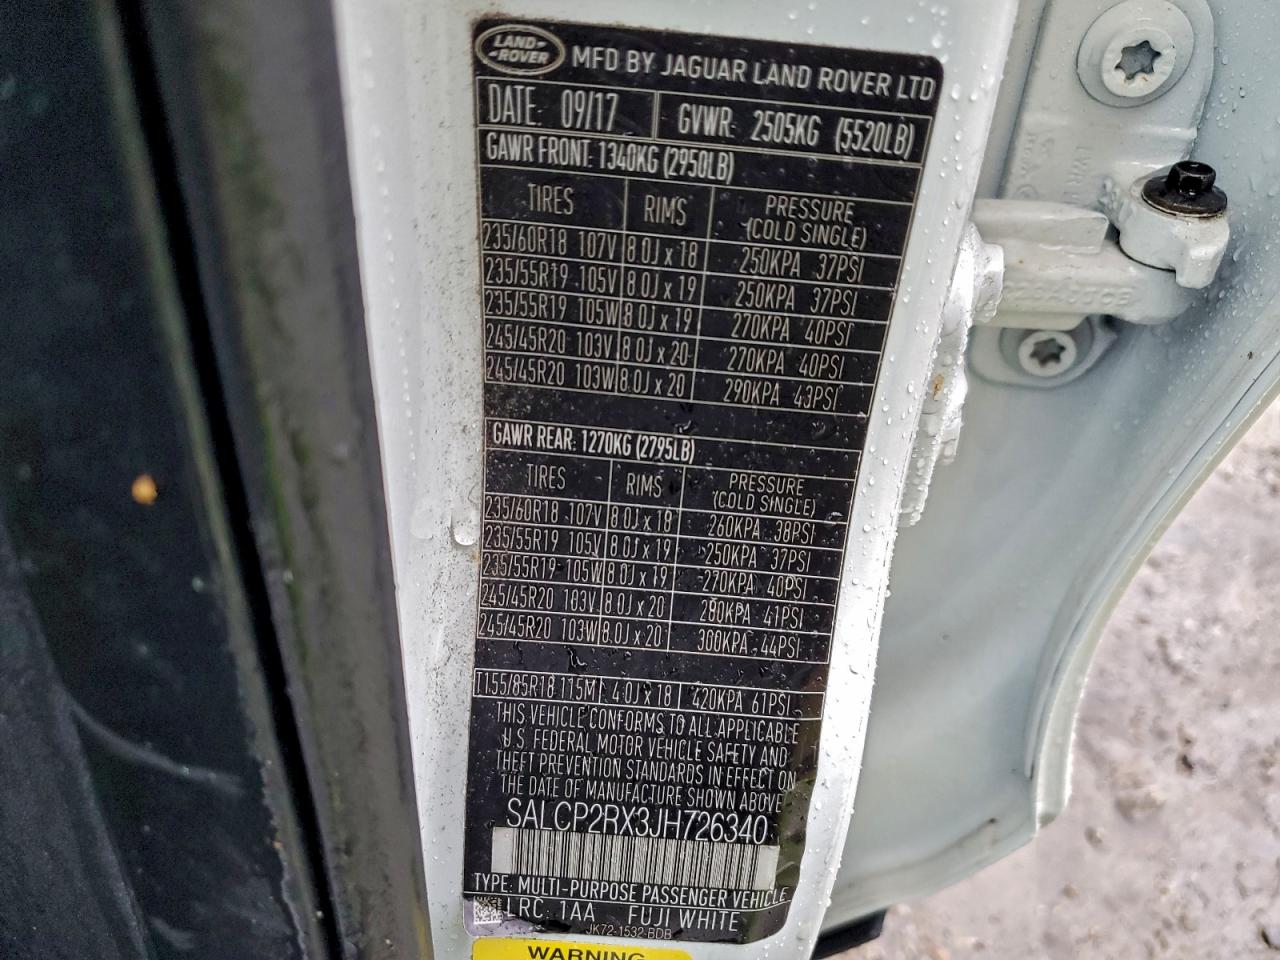 LAND ROVER
MFD BY JAGUAR LAND ROVER LTD
DATE: 09/17 GVWR: 2505KG (5520LB)
GAWR FRONT: 1340KG (2950LB)
TIRES RIMS PRESSURE (COLD SINGLE)
235/60R18 107V 8.0J x 18 250KPA 37PSI
235/55R19 105V 8.0J x 19 250KPA 37PSI
235/55R19 105W 8.0J x 19 270KPA 40PSI
245/45R20 103V 8.0J x 20 270KPA 40PSI
245/45R20 103W 8.0J x 20 290KPA 43PSI
GAWR REAR: 1270KG (2795LB)
TIRES RIMS PRESSURE (COLD SINGLE)
235/60R18 107V 8.0J x 18 260KPA 38PSI
235/55R19 105V 8.0J x 19 250KPA 37PSI
235/55R19 105W 8.0J x 19 270KPA 40PSI
245/45R20 103V 8.0J x 20 280KPA 41PSI
245/45R20 103W 8.0J x 20 300KPA 44PSI
T155/85R18 115M 4.0J x 18 420KPA 61PSI
THIS VEHICLE CONFORMS TO ALL APPLICABLE
U.S. FEDERAL MOTOR VEHICLE SAFETY AND
THEFT PREVENTION STANDARDS IN EFFECT ON
THE DATE OF MANUFACTURE SHOWN ABOVE
SALCP2RX3JH726340
TYPE: MULTI-PURPOSE PASSENGER VEHICLE
LRC: 1AA FUJI WHITE
JK72-1532-BDB
WARNING